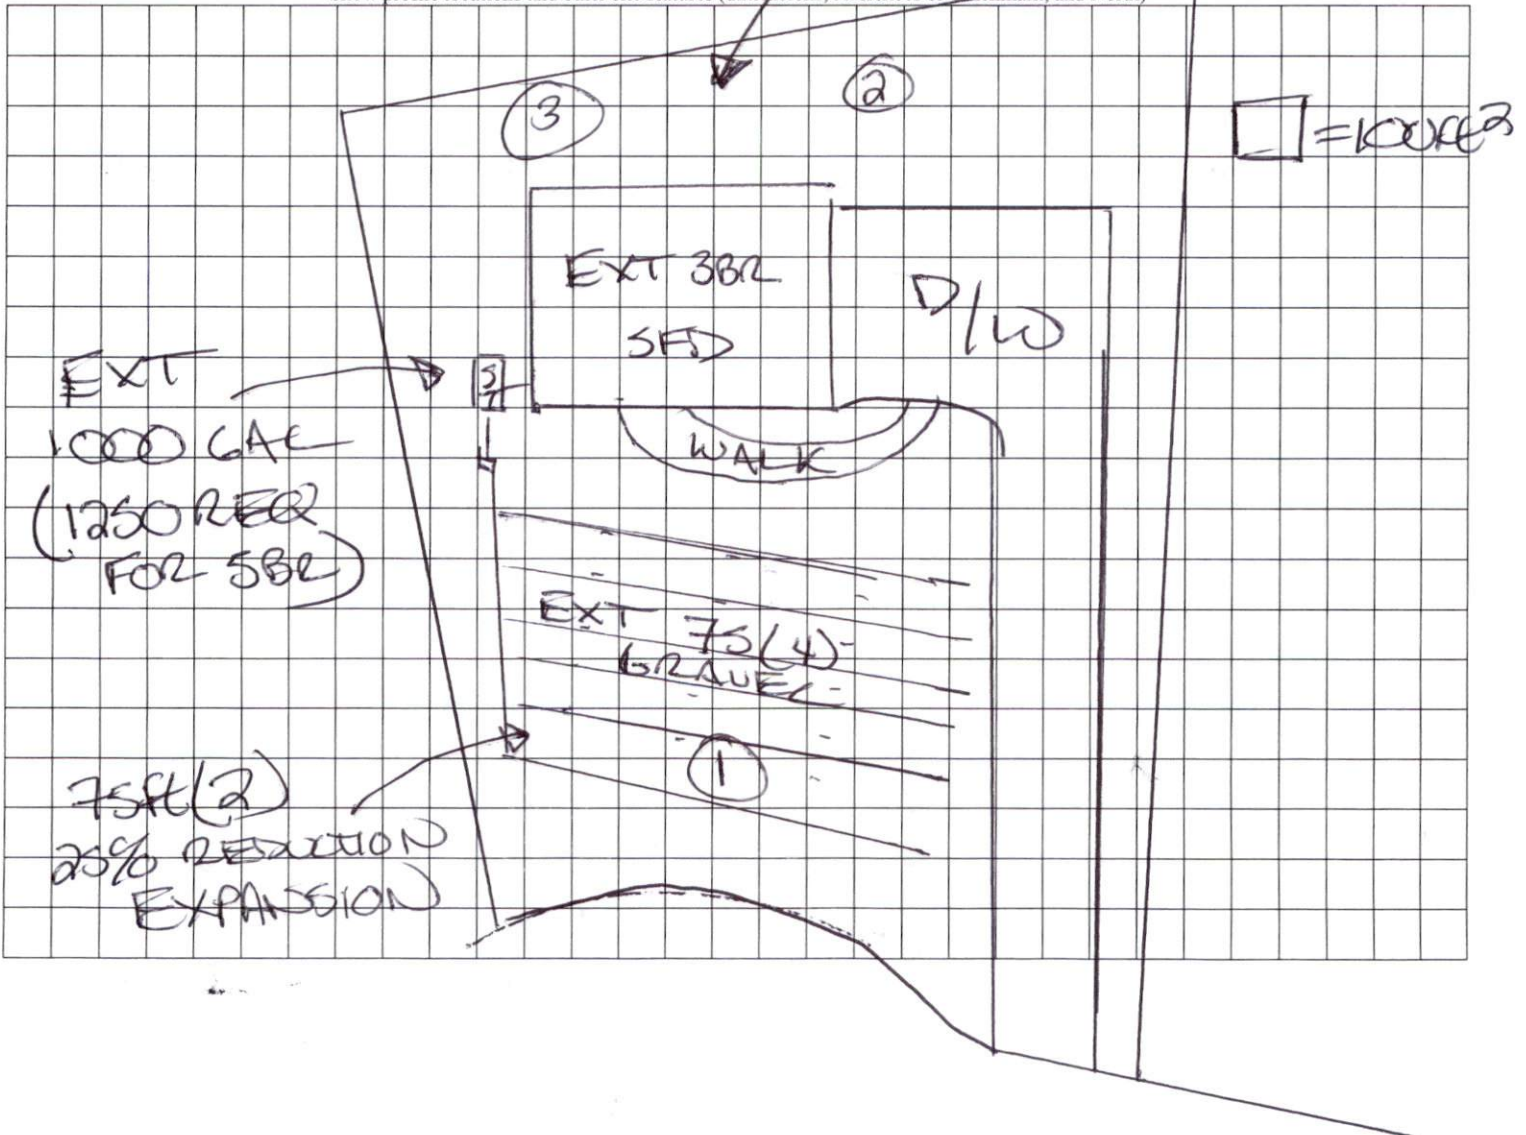 3
2
= 100ft2
EXT 3BR
SFD
D/W
ST
EXT
1000 GAL
(1250 REQ
FOR 5BR)
WALK
EXT 75(4)
GRAVEL
1
75ft(2)
25% REDUCTION
EXPANSION